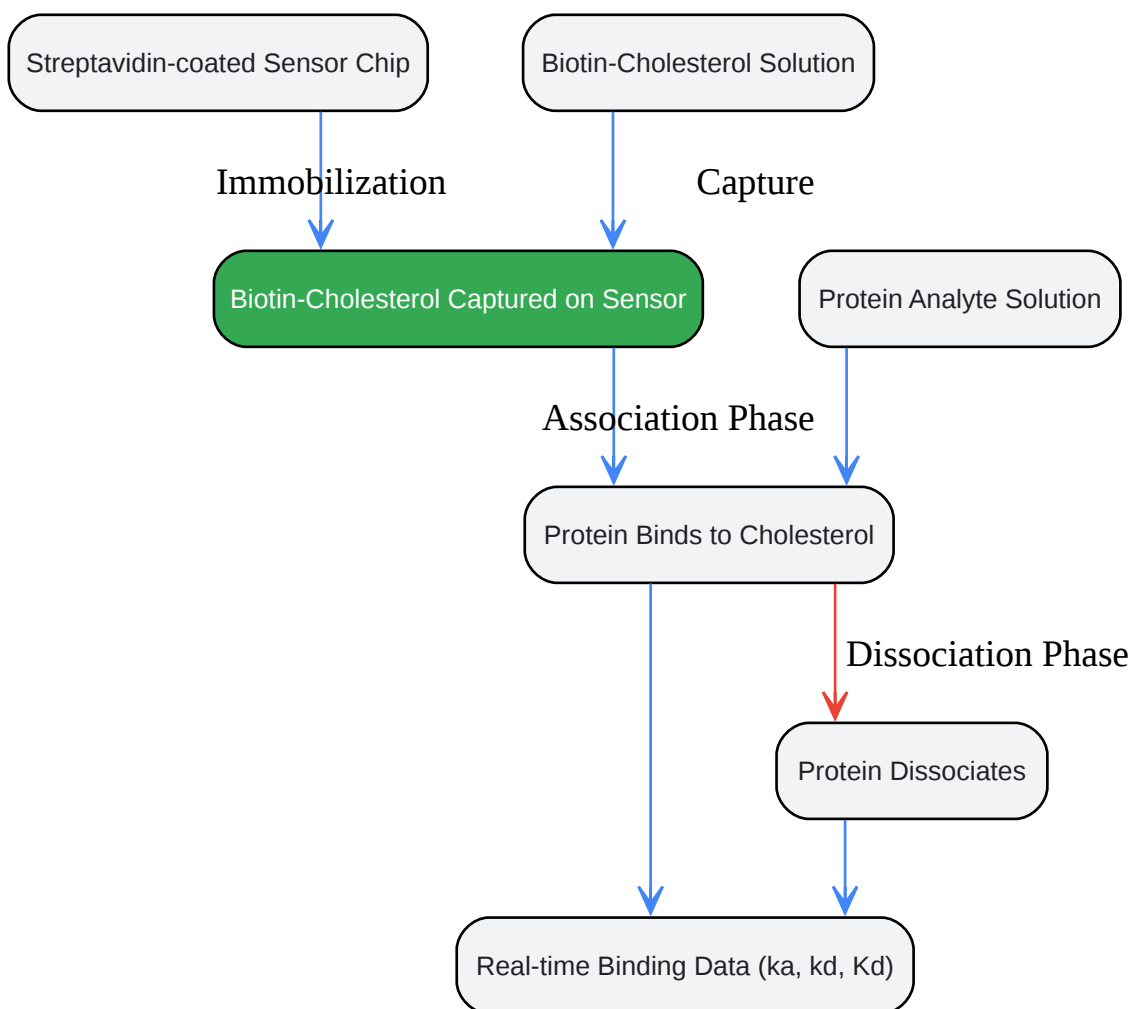 Streptavidin-coated Sensor Chip
Biotin-Cholesterol Solution
Immobilization
Capture
Biotin-Cholesterol Captured on Sensor
Protein Analyte Solution
Association Phase
Protein Binds to Cholesterol
Dissociation Phase
Protein Dissociates
Real-time Binding Data (ka, kd, Kd)